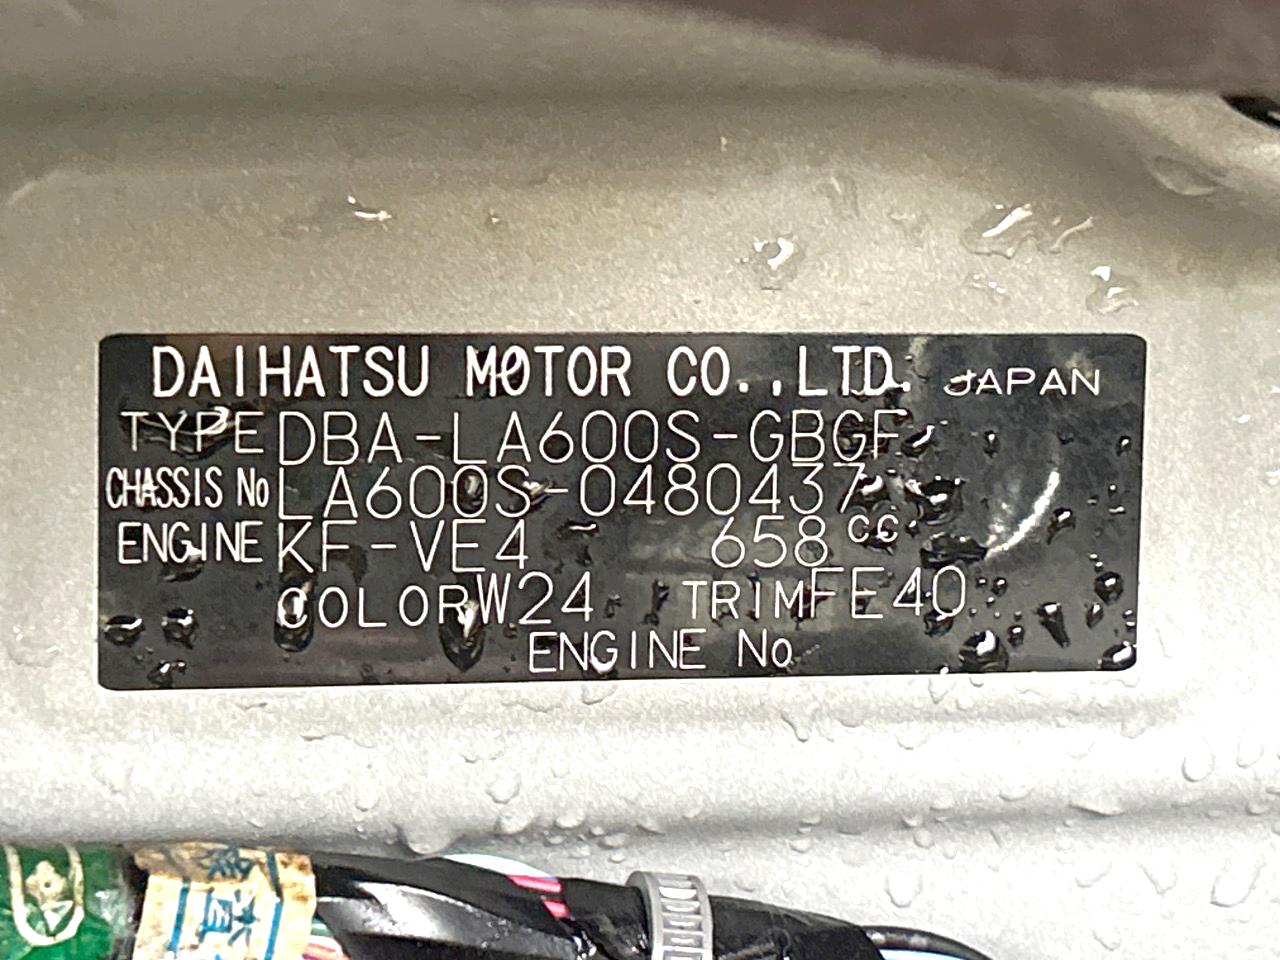 DAIHATSU MOTOR CO.,LTD. JAPAN
TYPE DBA-LA600S-GBGF
CHASSIS No LA600S-0480437
ENGINE KF-VE4 658 CC
COLOR W24 TRIM FE40
ENGINE No